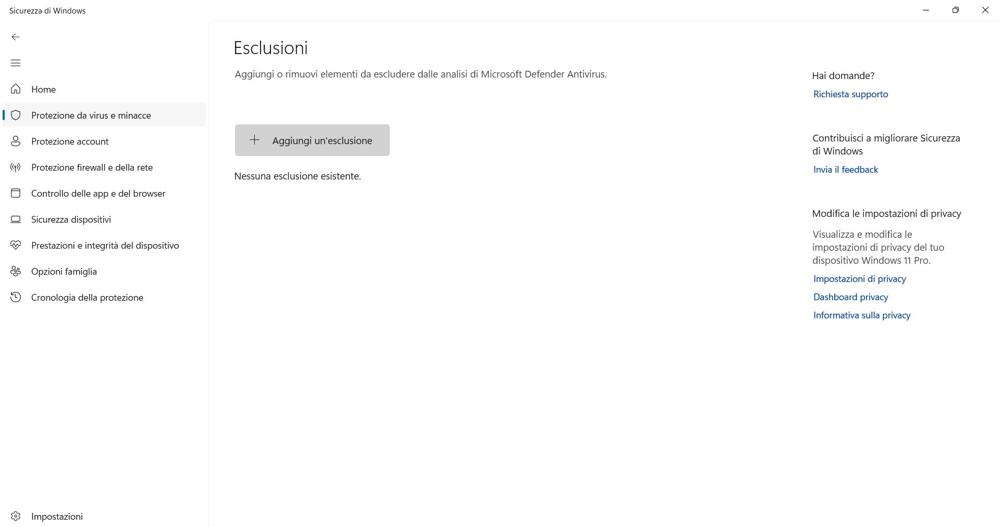 Sicurezza di Windows
Home
Protezione da virus e minacce
Protezione account
Protezione firewall e della rete
Controllo delle app e del browser
Sicurezza dispositivi
Prestazioni e integrità del dispositivo
Opzioni famiglia
Cronologia della protezione
Impostazioni
Esclusioni
Aggiungi o rimuovi elementi da escludere dalle analisi di Microsoft Defender Antivirus.
Aggiungi un'esclusione
Nessuna esclusione esistente.
Hai domande?
Richiesta supporto
Contribuisci a migliorare Sicurezza
di Windows
Invia il feedback
Modifica le impostazioni di privacy
Visualizza e modifica le
impostazioni di privacy del tuo
dispositivo Windows 11 Pro.
Impostazioni di privacy
Dashboard privacy
Informativa sulla privacy